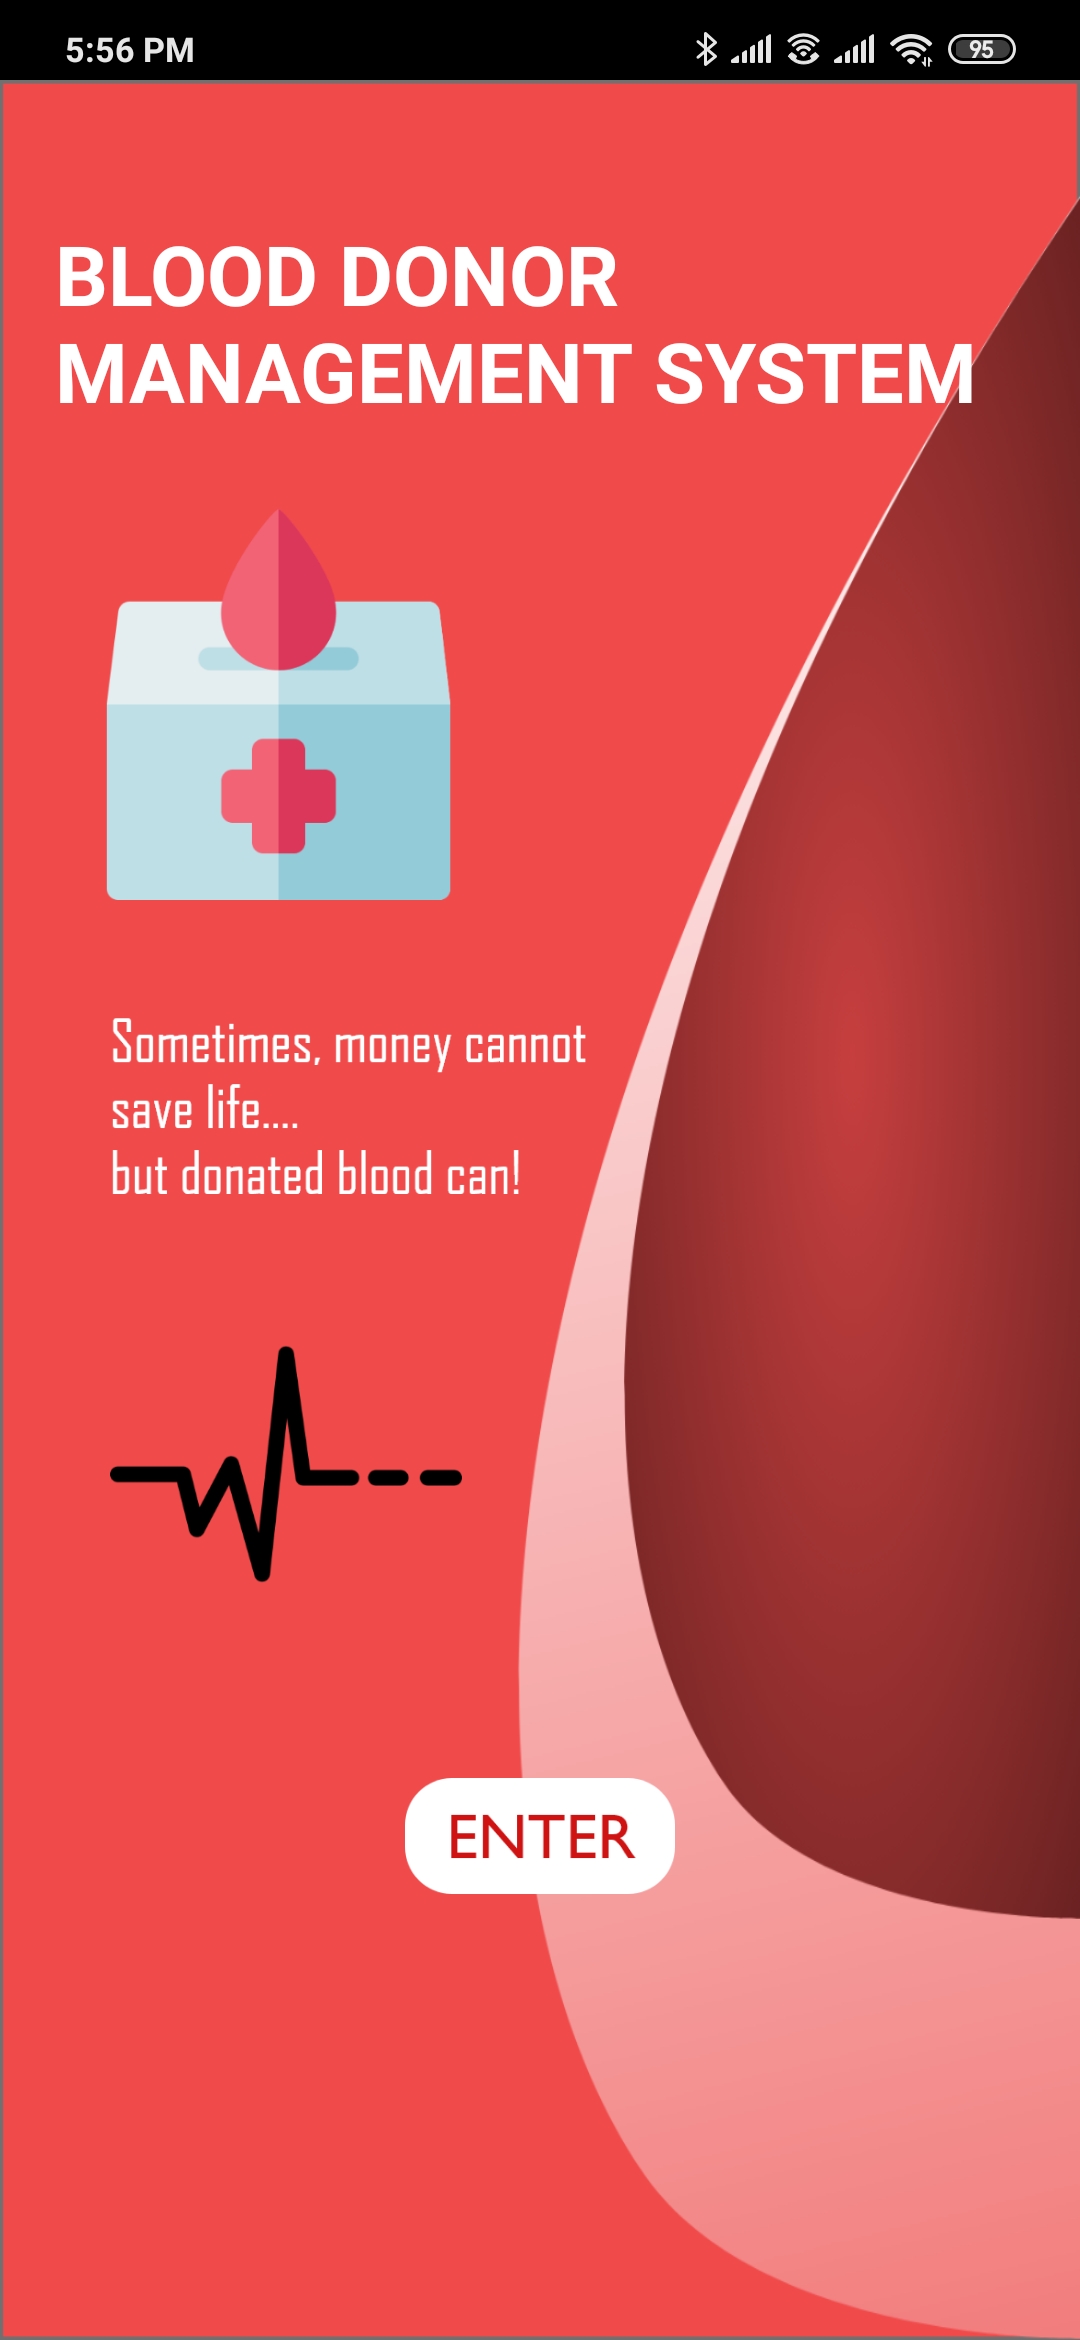 5:56 PM
95
BLOOD DONOR
MANAGEMENT SYSTEM
Sometimes, money cannot
save life....
but donated blood can!
ENTER